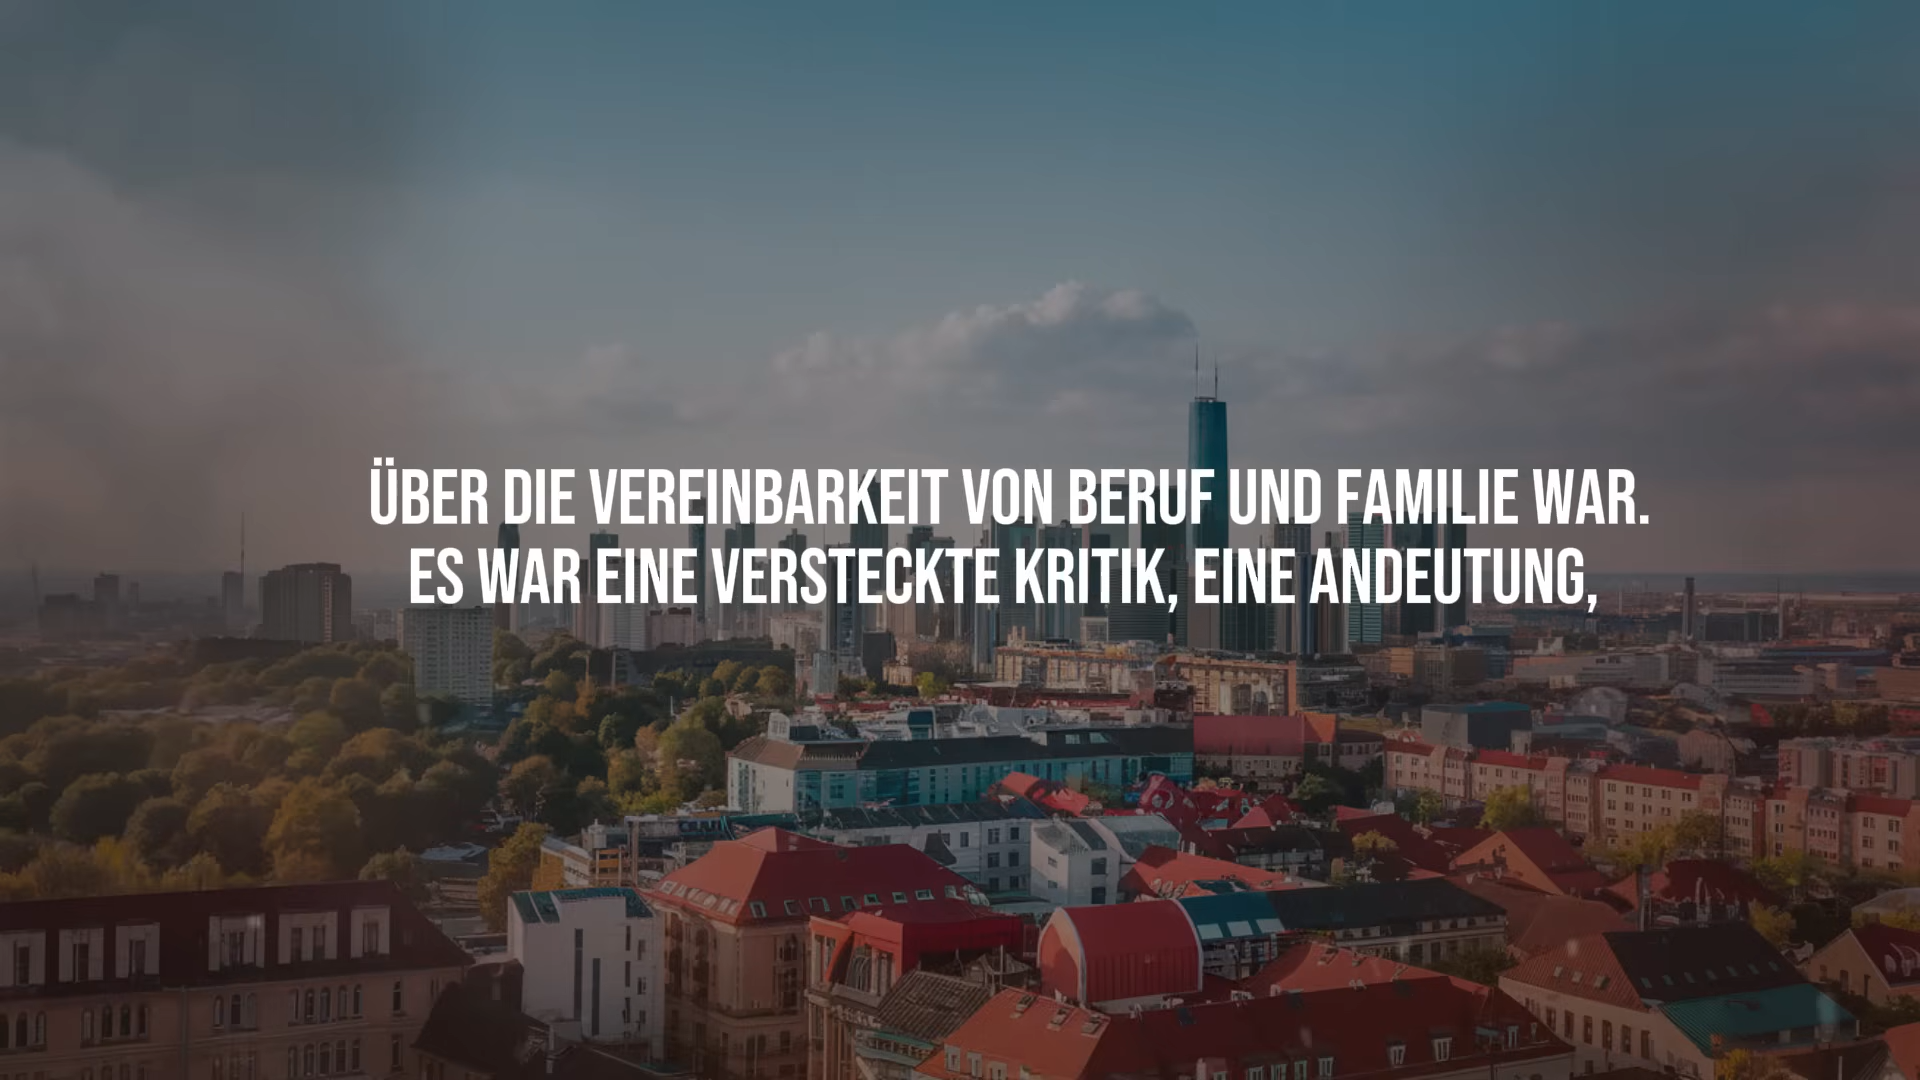 ÜBER DIE VEREINBARKEIT VON BERUF UND FAMILIE WAR.
ES WAR EINE VERSTECKTE KRITIK, EINE ANDEUTUNG,